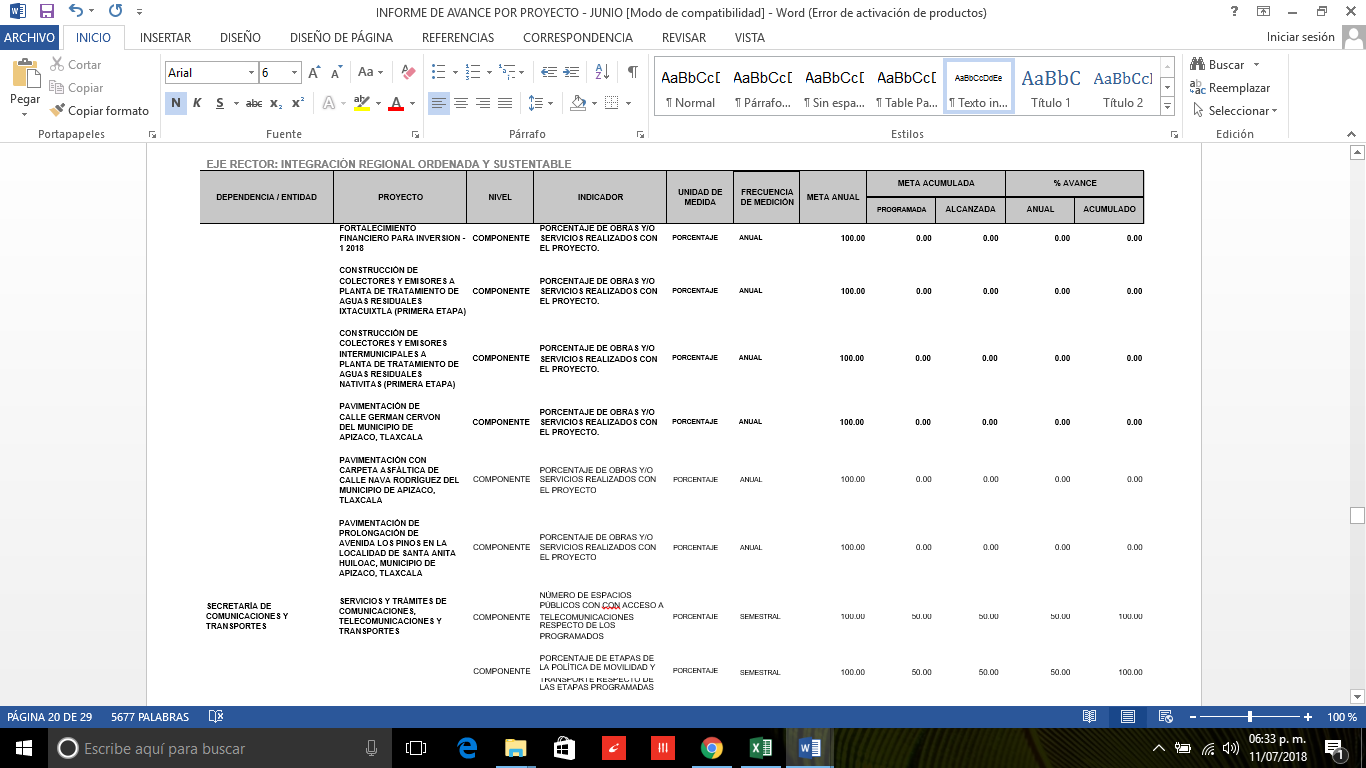 INFORME DE AVANCE POR PROYECTO - JUNIO [Modo de compatibilidad] - Word (Error de activación de productos)
ARCHIVO INICIO INSERTAR DISEÑO DISEÑO DE PÁGINA REFERENCIAS CORRESPONDENCIA REVISAR VISTA Iniciar sesión
Pegar
Cortar
Copiar
Copiar formato
Portapapeles
Arial 6
Fuente
Párrafo
AaBbCcI AaBbCcI AaBbCcI AaBbCcI AaBbCcDdEe AaBbC AaBbCcI
¶ Normal ¶ Párrafo... ¶ Sin espa... ¶ Table Pa... ¶ Texto in... Título 1 Título 2
Estilos
Buscar
Reemplazar
Seleccionar
Edición
EJE RECTOR: INTEGRACIÓN REGIONAL ORDENADA Y SUSTENTABLE
DEPENDENCIA / ENTIDAD PROYECTO NIVEL INDICADOR UNIDAD DE MEDIDA FRECUENCIA DE MEDICIÓN META ANUAL META ACUMULADA % AVANCE
PROGRAMADA ALCANZADA ANUAL ACUMULADO
FORTALECIMIENTO
FINANCIERO PARA INVERSION -
1 2018
COMPONENTE
PORCENTAJE DE OBRAS Y/O
SERVICIOS REALIZADOS CON
EL PROYECTO.
PORCENTAJE ANUAL 100.00 0.00 0.00 0.00 0.00
CONSTRUCCIÓN DE
COLECTORES Y EMISORES A
PLANTA DE TRATAMIENTO DE
AGUAS RESIDUALES
IXTACUIXTLA (PRIMERA ETAPA)
COMPONENTE
PORCENTAJE DE OBRAS Y/O
SERVICIOS REALIZADOS CON
EL PROYECTO.
PORCENTAJE ANUAL 100.00 0.00 0.00 0.00 0.00
CONSTRUCCIÓN DE
COLECTORES Y EMISORES
INTERMUNICIPALES A
PLANTA DE TRATAMIENTO DE
AGUAS RESIDUALES
NATIVITAS (PRIMERA ETAPA)
COMPONENTE
PORCENTAJE DE OBRAS Y/O
SERVICIOS REALIZADOS CON
EL PROYECTO.
PORCENTAJE ANUAL 100.00 0.00 0.00 0.00 0.00
PAVIMENTACIÓN DE
CALLE GERMAN CERVON
DEL MUNICIPIO DE
APIZACO, TLAXCALA
COMPONENTE
PORCENTAJE DE OBRAS Y/O
SERVICIOS REALIZADOS CON
EL PROYECTO.
PORCENTAJE ANUAL 100.00 0.00 0.00 0.00 0.00
PAVIMENTACIÓN CON
CARPETA ASFÁLTICA DE
CALLE NAVA RODRÍGUEZ DEL
MUNICIPIO DE APIZACO,
TLAXCALA
COMPONENTE
PORCENTAJE DE OBRAS Y/O
SERVICIOS REALIZADOS CON
EL PROYECTO
PORCENTAJE ANUAL 100.00 0.00 0.00 0.00 0.00
PAVIMENTACIÓN DE
PROLONGACIÓN DE
AVENIDA LOS PINOS EN LA
LOCALIDAD DE SANTA ANITA
HUILOAC, MUNICIPIO DE
APIZACO, TLAXCALA
COMPONENTE
PORCENTAJE DE OBRAS Y/O
SERVICIOS REALIZADOS CON
EL PROYECTO
PORCENTAJE ANUAL 100.00 0.00 0.00 0.00 0.00
SECRETARÍA DE
COMUNICACIONES Y
TRANSPORTES
SERVICIOS Y TRÁMITES DE
COMUNICACIONES,
TELECOMUNICACIONES Y
TRANSPORTES
COMPONENTE
NÚMERO DE ESPACIOS
PÚBLICOS CON CON ACCESO A
TELECOMUNICACIONES
RESPECTO DE LOS
PROGRAMADOS
PORCENTAJE SEMESTRAL 100.00 50.00 50.00 50.00 100.00
COMPONENTE
PORCENTAJE DE ETAPAS DE
LA POLÍTICA DE MOVILIDAD Y
TRANSPORTE RESPECTO DE
LAS ETAPAS PROGRAMADAS
PORCENTAJE SEMESTRAL 100.00 50.00 50.00 50.00 100.00
PÁGINA 20 DE 29 5677 PALABRAS 100 %
Escribe aquí para buscar
06:33 p. m.
11/07/2018